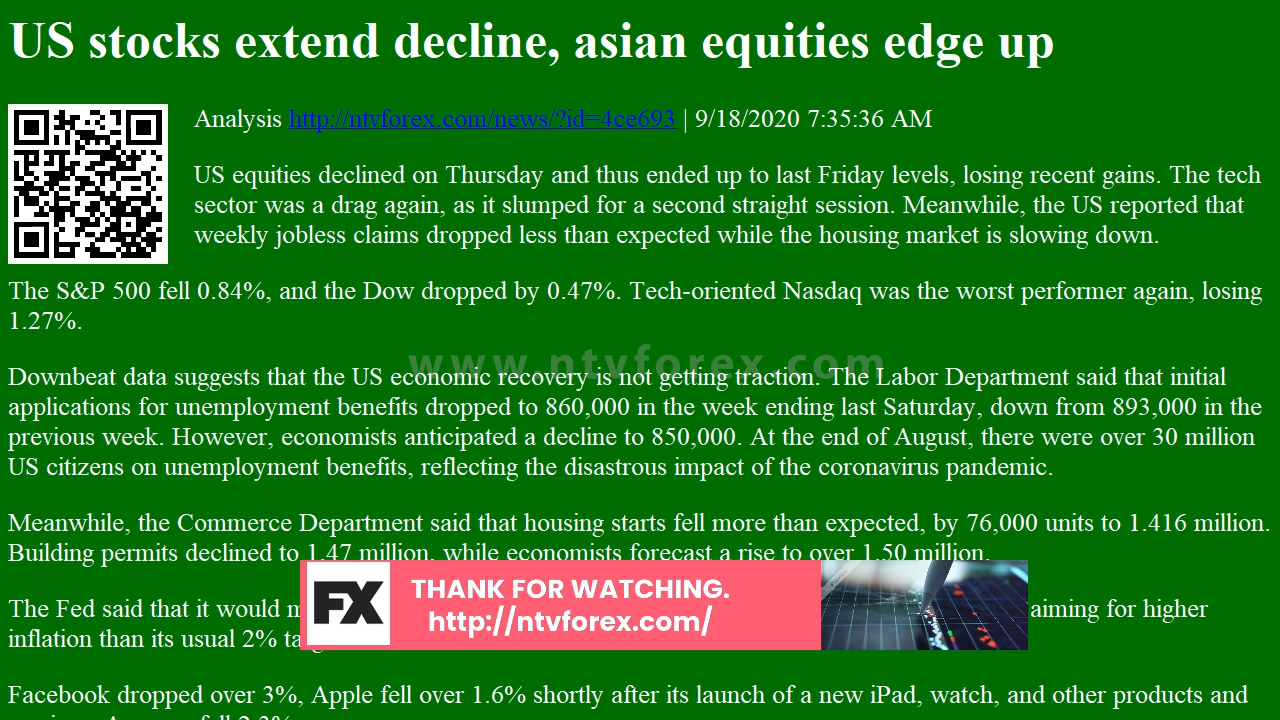 US stocks extend decline, asian equities edge up
Analysis http://ntvforex.com/news/?id=4ce693 | 9/18/2020 7:35:36 AM
US equities declined on Thursday and thus ended up to last Friday levels, losing recent gains. The tech
sector was a drag again, as it slumped for a second straight session. Meanwhile, the US reported that
weekly jobless claims dropped less than expected while the housing market is slowing down.
The S&P 500 fell 0.84%, and the Dow dropped by 0.47%. Tech-oriented Nasdaq was the worst performer again, losing
1.27%.
www.ntvforex.com
Downbeat data suggests that the US economic recovery is not getting traction. The Labor Department said that initial
applications for unemployment benefits dropped to 860,000 in the week ending last Saturday, down from 893,000 in the
previous week. However, economists anticipated a decline to 850,000. At the end of August, there were over 30 million
US citizens on unemployment benefits, reflecting the disastrous impact of the coronavirus pandemic.
Meanwhile, the Commerce Department said that housing starts fell more than expected, by 76,000 units to 1.416 million.
Building permits declined to 1.47 million, while economists forecast a rise to over 1.50 million.
The Fed said that it would aiming for higher
inflation than its usual 2%
FX
THANK FOR WATCHING.
http://ntvforex.com/
Facebook dropped over 3%, Apple fell over 1.6% shortly after its launch of a new iPad, watch, and other products and